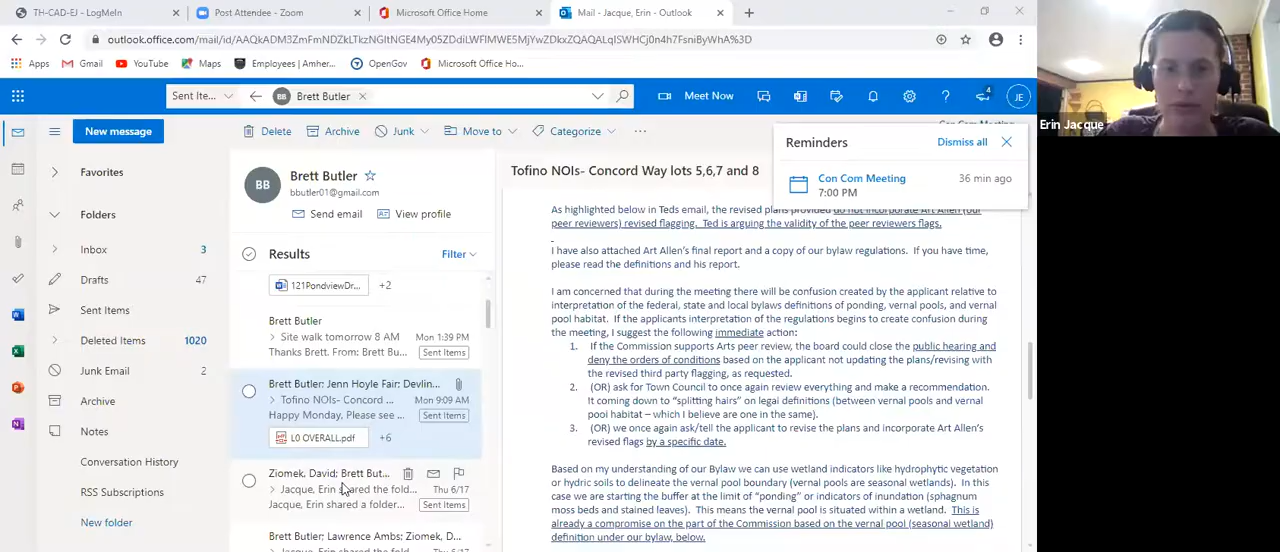 TH-CAD-EJ - LogMeIn
Post Attendee - Zoom
Microsoft Office Home
Mail - Jacque, Erin - Outlook
outlook.office.com/mail/id/AAQkADM3ZmFmNDZkLTkzNGItNGE4My05ZDdiLWFlMWE5MjYwZDkxZQAQALqISWHCj0n4h7FsniByWhA%3D
Apps
Gmail
YouTube
Maps
Employees | Amher...
OpenGov
Microsoft Office Ho...
Sent Ite...
BB
Brett Butler
Meet Now
4
JE
Erin Jacque
New message
Delete
Archive
Junk
Move to
Categorize
Con Com Meeting
Reminders
Dismiss all
Con Com Meeting
36 min ago
7:00 PM
Favorites
Folders
Inbox 3
Drafts 47
Sent Items
Deleted Items 1020
Junk Email 2
Archive
Notes
Conversation History
RSS Subscriptions
New folder
BB
Brett Butler
bbutler01@gmail.com
Send email
View profile
Results
Filter
121PondviewDr...
+2
Brett Butler
Site walk tomorrow 8 AM
Mon 1:39 PM
Thanks Brett. From: Brett Bu...
Sent Items
Brett Butler; Jenn Hoyle Fair; Devlin...
Tofino NOIs- Concord ...
Mon 9:09 AM
Happy Monday, Please see ...
Sent Items
L0 OVERALL.pdf
+6
Ziomek, David; Brett But...
Jacque, Erin shared the fold...
Thu 6/17
Jacque, Erin shared a folder...
Sent Items
Brett Butler; Lawrence Ambs; Ziomek, D...
Jacque, Erin shared the fold...
Thu 6/17
Tofino NOIs- Concord Way lots 5,6,7 and 8
As highlighted below in Teds email, the revised plans provided do not incorporate Art Allen (our
peer reviewers) revised flagging. Ted is arguing the validity of the peer reviewers flags.
I have also attached Art Allen's final report and a copy of our bylaw regulations. If you have time,
please read the definitions and his report.
I am concerned that during the meeting there will be confusion created by the applicant relative to
interpretation of the federal, state and local bylaws definitions of ponding, vernal pools, and vernal
pool habitat. If the applicants interpretation of the regulations begins to create confusion during
the meeting, I suggest the following immediate action:
1. If the Commission supports Arts peer review, the board could close the public hearing and
deny the orders of conditions based on the applicant not updating the plans/revising with
the revised third party flagging, as requested.
2. (OR) ask for Town Council to once again review everything and make a recommendation.
It coming down to "splitting hairs" on legal definitions (between vernal pools and vernal
pool habitat – which I believe are one in the same).
3. (OR) we once again ask/tell the applicant to revise the plans and incorporate Art Allen's
revised flags by a specific date.
Based on my understanding of our Bylaw we can use wetland indicators like hydrophytic vegetation
or hydric soils to delineate the vernal pool boundary (vernal pools are seasonal wetlands). In this
case we are starting the buffer at the limit of "ponding" or indicators of inundation (sphagnum
moss beds and stained leaves). This means the vernal pool is situated within a wetland. This is
already a compromise on the part of the Commission based on the vernal pool (seasonal wetland)
definition under our bylaw, below.